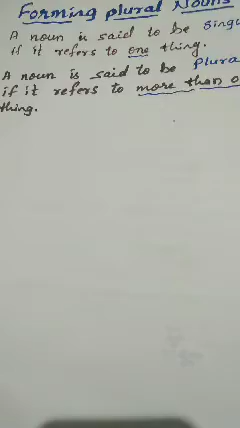 Forming plural Nouns
A noun is said to be
if it refers to one thing.
A noun is said to be
if it refers to more than
thing.